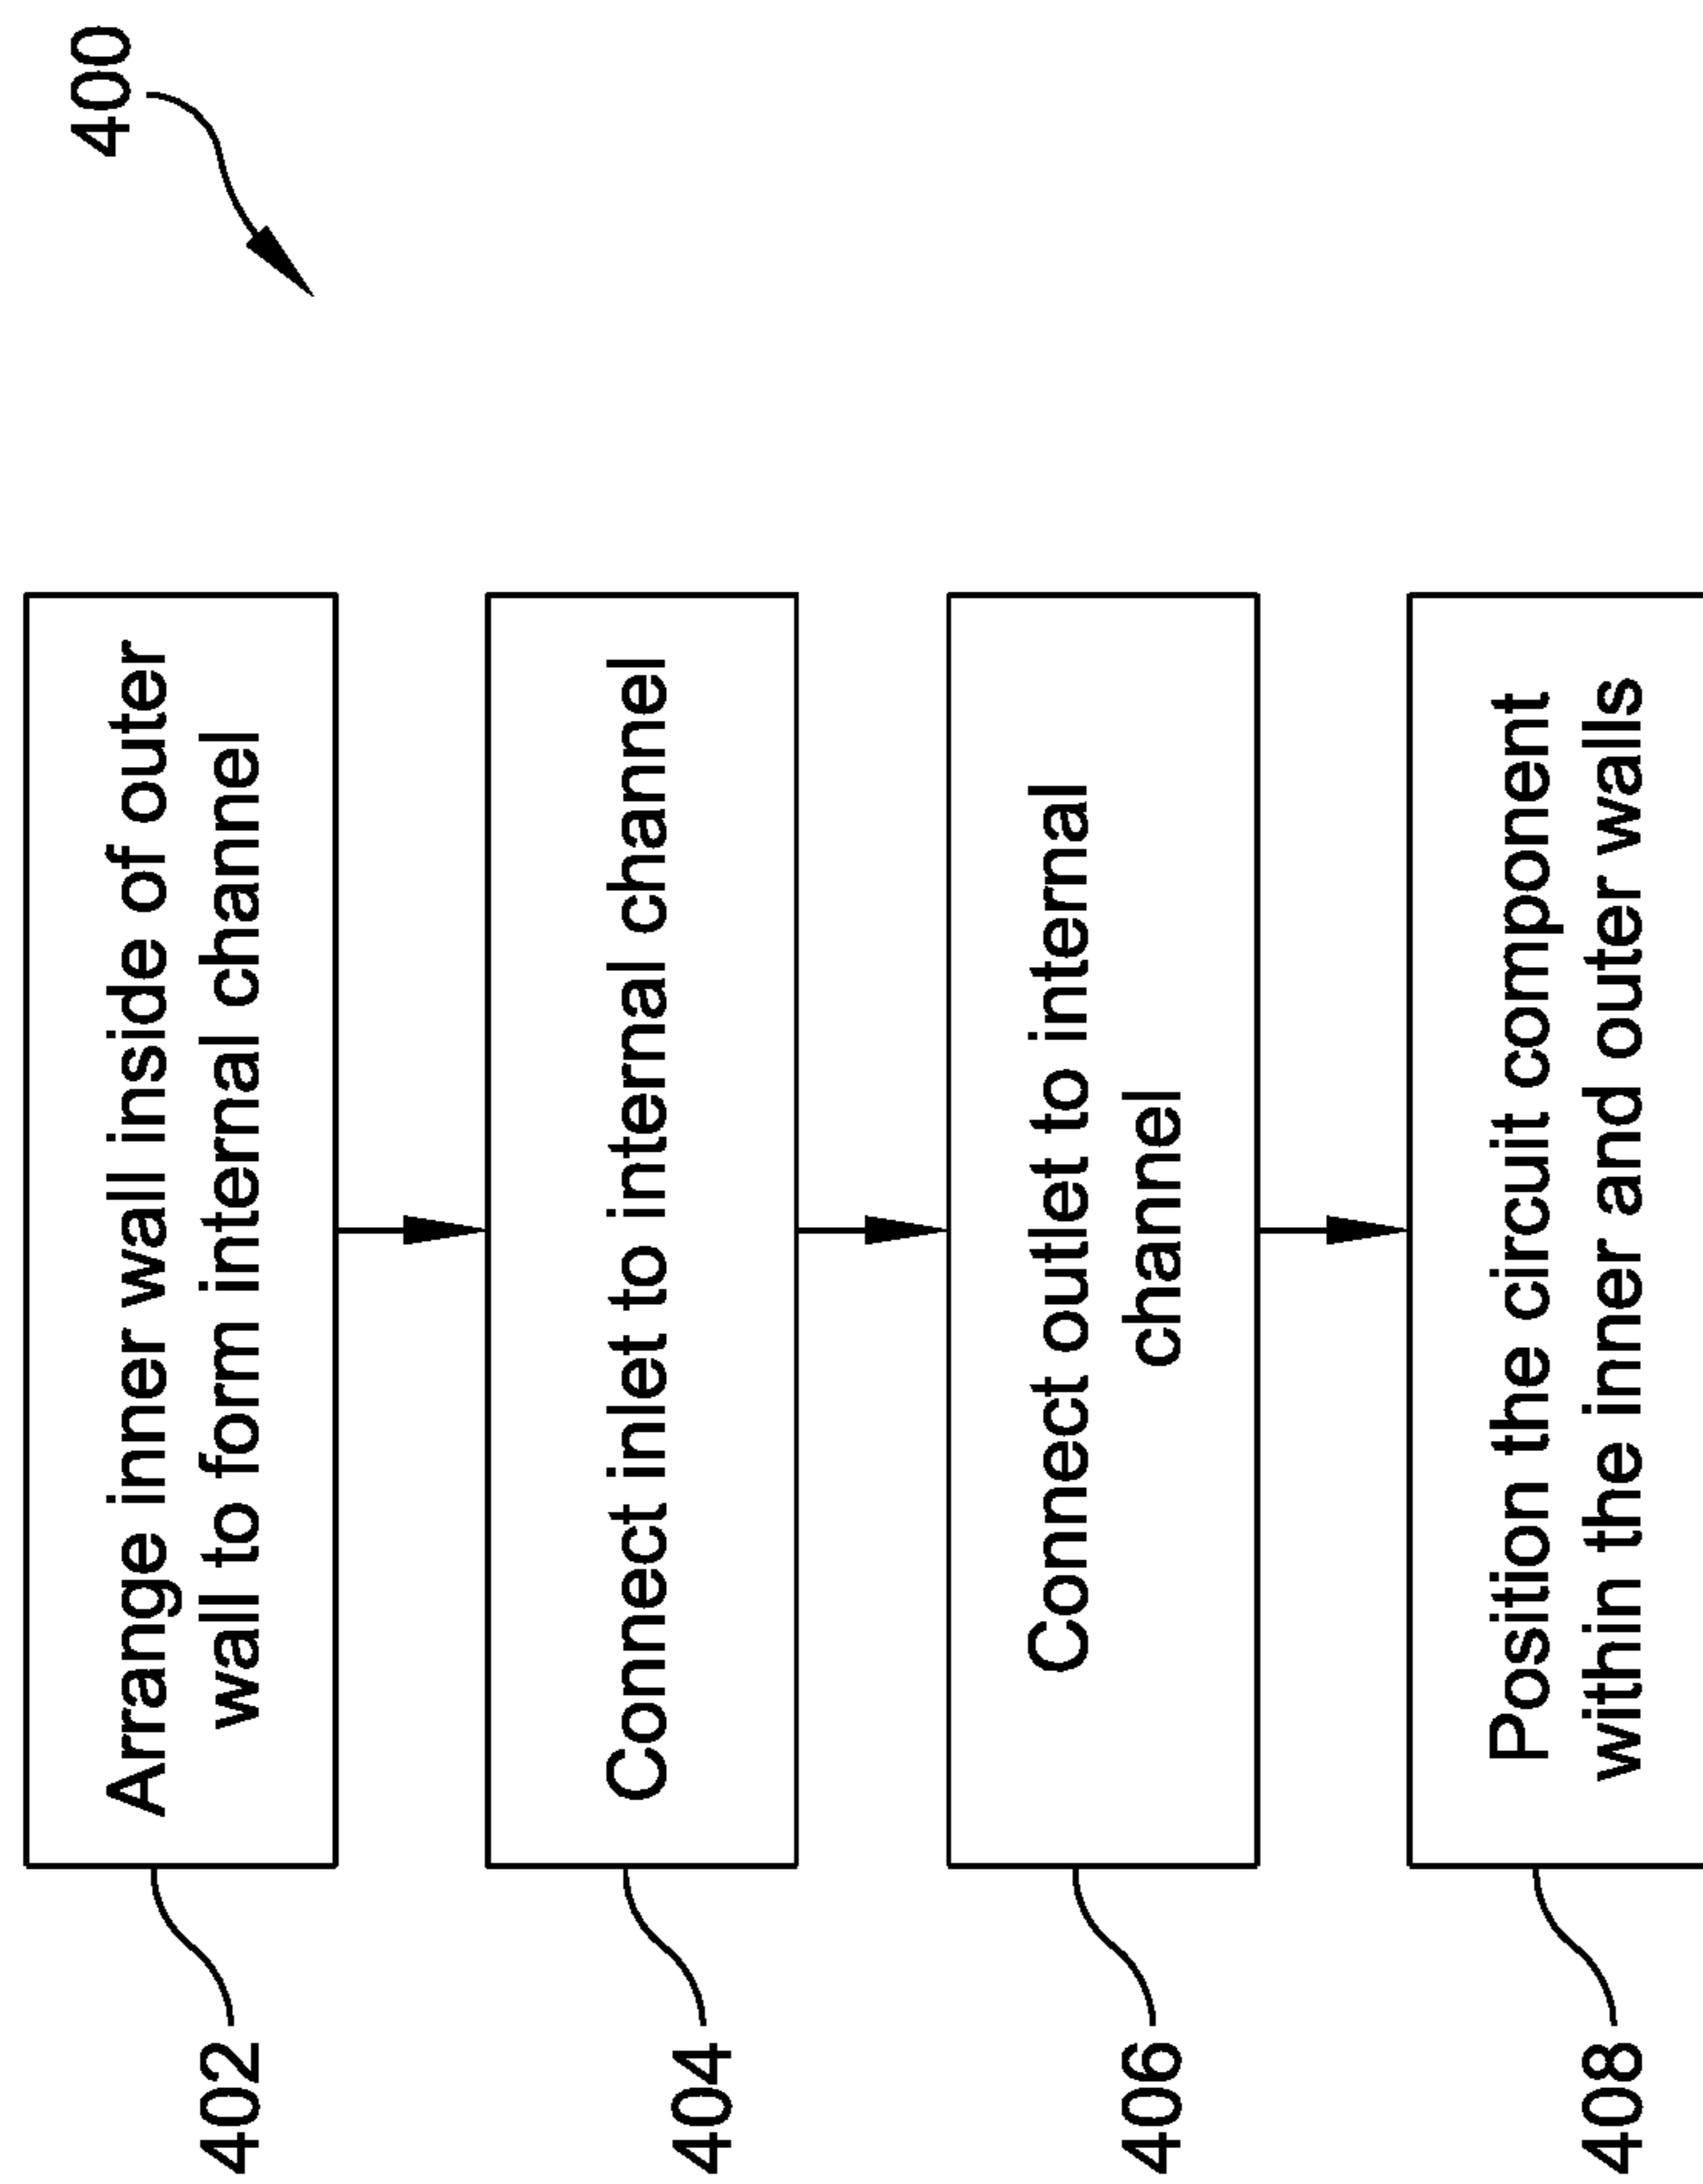 400
402
Arrange inner wall inside of outer
wall to form internal channel
404
Connect inlet to internal channel
406
Connect outlet to internal
channel
408
Position the circuit component
within the inner and outer walls